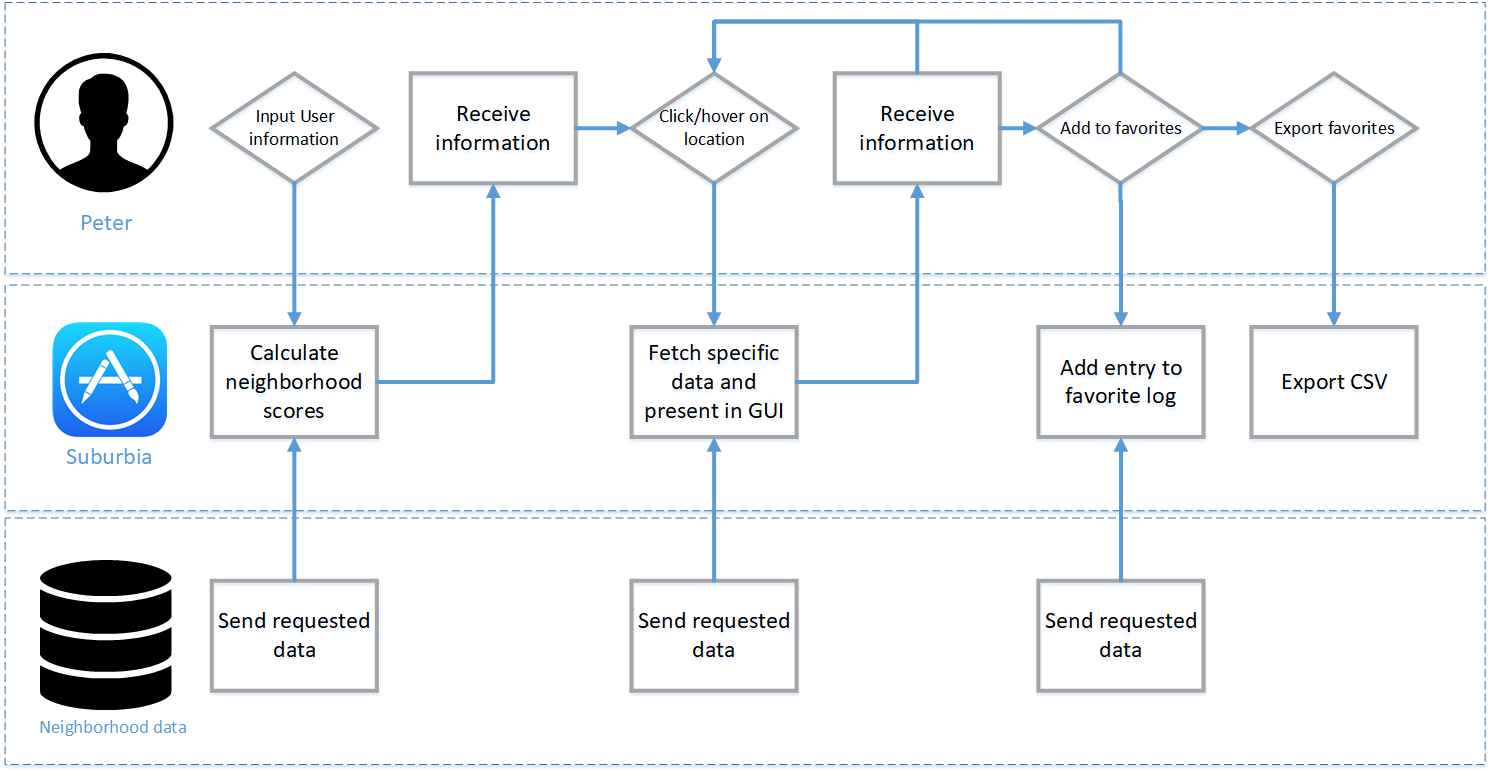 Input User
information
Receive
information
Click/hover on
location
Receive
information
Add to favorites
Export favorites
Peter
Calculate
neighborhood
scores
Fetch specific
data and
present in GUI
Add entry to
favorite log
Export CSV
Suburbia
Send requested
data
Send requested
data
Send requested
data
Neighborhood data